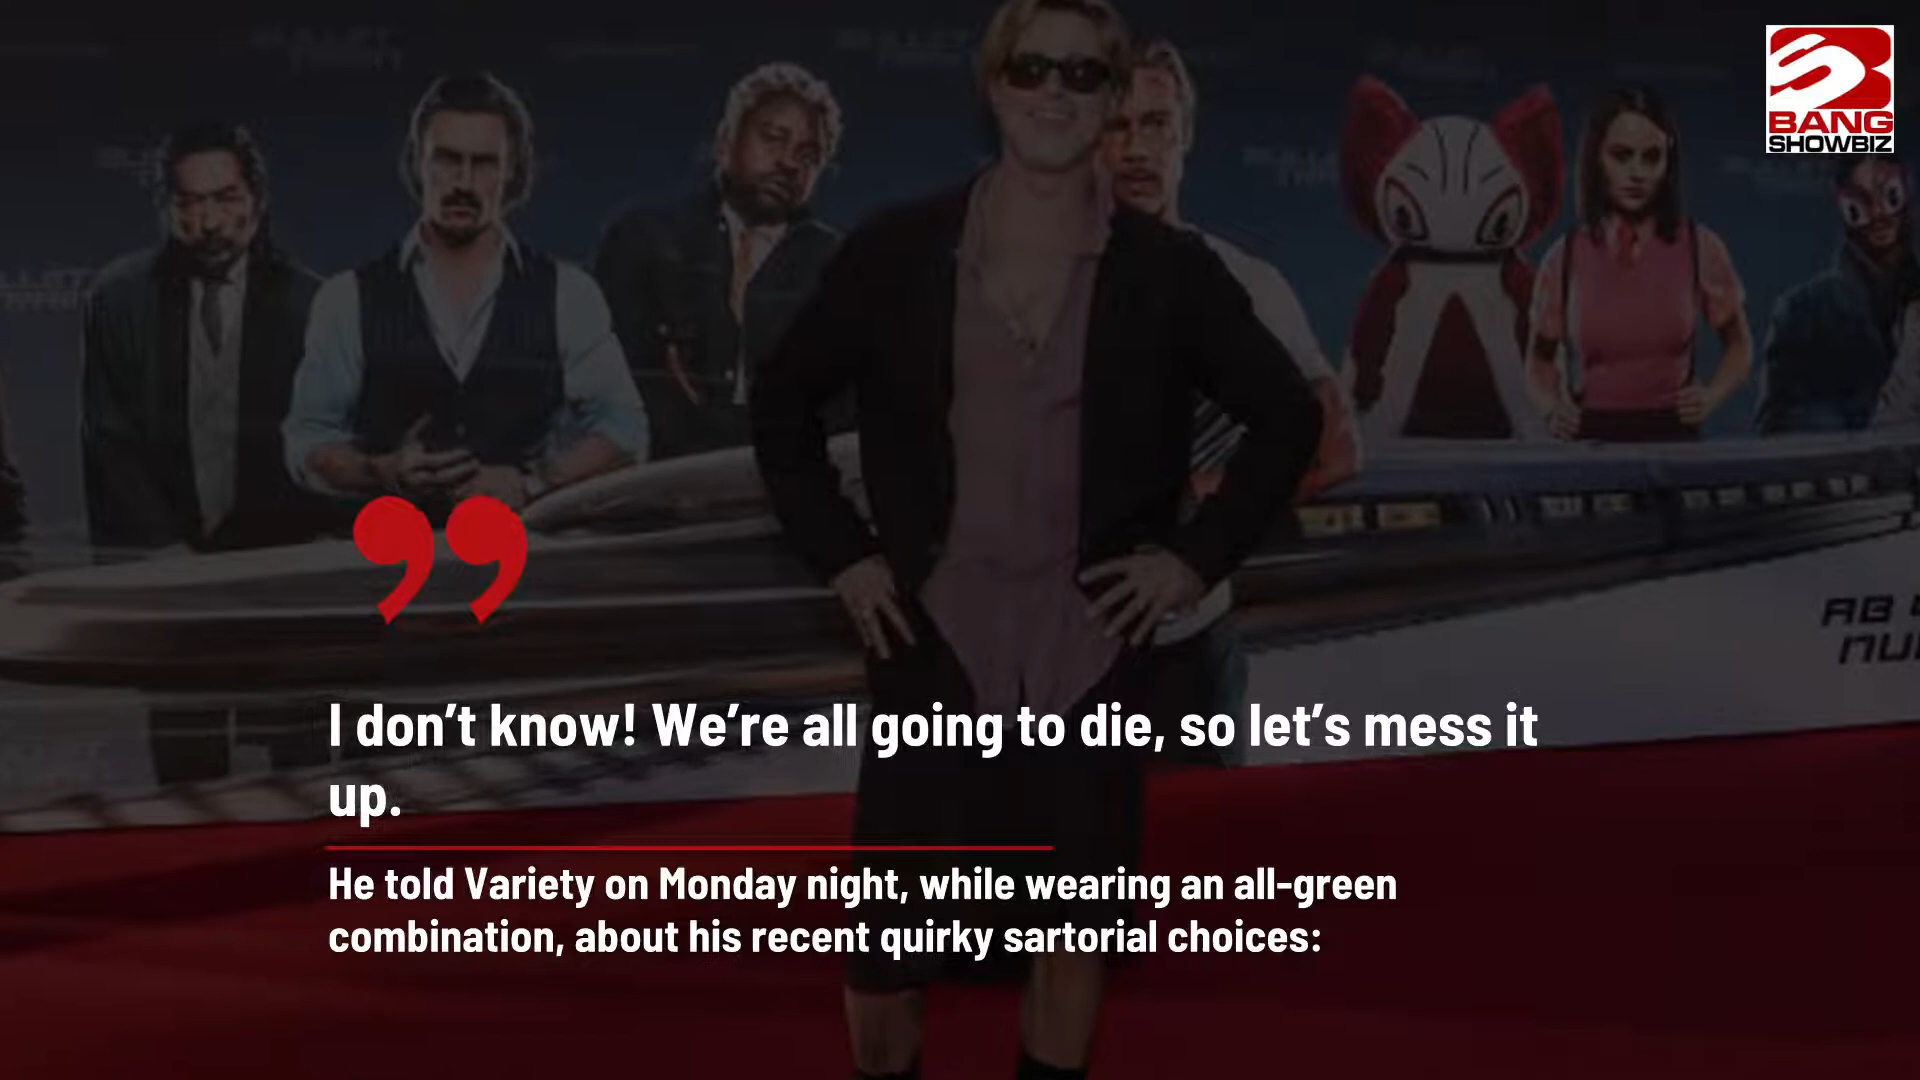 BANG
SHOWBIZ
AB
I don’t know! We’re all going to die, so let’s mess it
up.
He told Variety on Monday night, while wearing an all-green
combination, about his recent quirky sartorial choices: